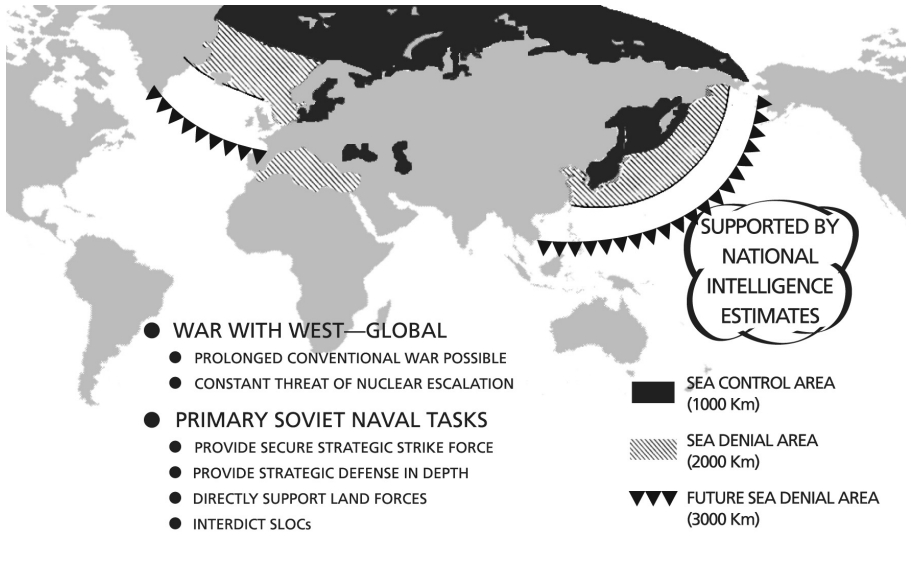 SUPPORTED BY
NATIONAL
INTELLIGENCE
ESTIMATES
● WAR WITH WEST—GLOBAL
● PROLONGED CONVENTIONAL WAR POSSIBLE
● CONSTANT THREAT OF NUCLEAR ESCALATION
● PRIMARY SOVIET NAVAL TASKS
● PROVIDE SECURE STRATEGIC STRIKE FORCE
● PROVIDE STRATEGIC DEFENSE IN DEPTH
● DIRECTLY SUPPORT LAND FORCES
● INTERDICT SLOCs
SEA CONTROL AREA
(1000 Km)
SEA DENIAL AREA
(2000 Km)
FUTURE SEA DENIAL AREA
(3000 Km)